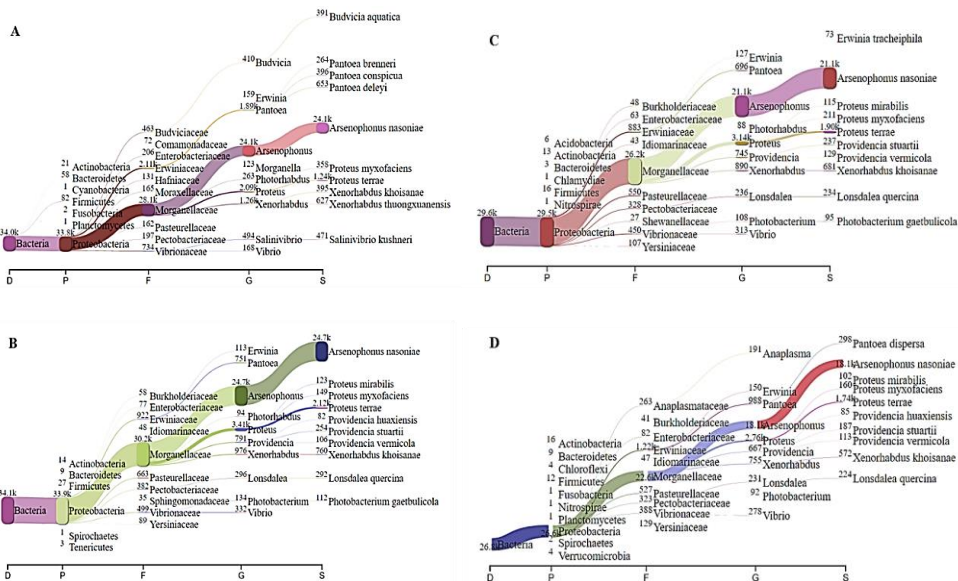 A
391 Budvicia aquatica
410 Budvicia
264 Pantoea brenneri
396 Pantoea conspicua
653 Pantoea deleyi
159 Erwinia
1.89k Pantoea
24.1k Arsenophonus nasoniae
463 Budviciaceae
72 Comamonadaceae
206 Enterobacteriaceae
2.11k Erwiniaceae
131 Hafniaceae
165 Moraxellaceae
28.1k Morganellaceae
162 Pasteurellaceae
197 Pectobacteriaceae
734 Vibrionaceae
24.1k Arsenophonus
123 Morganella
263 Photorhabdus
2.09k Proteus
1.26k Xenorhabdus
358 Proteus myxofaciens
1.24k Proteus terrae
395 Xenorhabdus khoisanae
627 Xenorhabdus thuongxuanensis
494 Salinivibrio
168 Vibrio
471 Salinivibrio kushneri
21 Actinobacteria
58 Bacteroidetes
1 Cyanobacteria
82 Firmicutes
2 Fusobacteria
1 Planctomycetes
34.0k Bacteria
33.8k Proteobacteria
D P F G S
C
73 Erwinia tracheiphila
127 Erwinia
696 Pantoea
21.1k Arsenophonus nasoniae
48 Burkholderiaceae
63 Enterobacteriaceae
883 Erwiniaceae
43 Idiomarinaceae
26.2k Morganellaceae
550 Pasteurellaceae
328 Pectobacteriaceae
27 Shewanellaceae
450 Vibrionaceae
107 Yersiniaceae
21.1k Arsenophonus
88 Photorhabdus
3.14k Proteus
745 Providencia
890 Xenorhabdus
115 Proteus mirabilis
211 Proteus myxofaciens
1.90k Proteus terrae
237 Providencia stuartii
129 Providencia vermicola
681 Xenorhabdus khoisanae
236 Lonsdalea
234 Lonsdalea quercina
108 Photobacterium
313 Vibrio
95 Photobacterium gaetbulicola
6 Acidobacteria
13 Actinobacteria
3 Bacteroidetes
1 Chlamydiae
16 Firmicutes
1 Nitrospirae
29.6k Bacteria
29.5k Proteobacteria
D P F G S
B
113 Erwinia
751 Pantoea
24.7k Arsenophonus nasoniae
58 Burkholderiaceae
77 Enterobacteriaceae
972 Erwiniaceae
48 Idiomarinaceae
30.2k Morganellaceae
663 Pasteurellaceae
382 Pectobacteriaceae
35 Sphingomonadaceae
499 Vibrionaceae
89 Yersiniaceae
24.7k Arsenophonus
94 Photorhabdus
3.41k Proteus
791 Providencia
976 Xenorhabdus
123 Proteus mirabilis
149 Proteus myxofaciens
2.12k Proteus terrae
82 Providencia huaxiensis
254 Providencia stuartii
106 Providencia vermicola
760 Xenorhabdus khoisanae
296 Lonsdalea
292 Lonsdalea quercina
134 Photobacterium
332 Vibrio
112 Photobacterium gaetbulicola
14 Actinobacteria
9 Bacteroidetes
27 Firmicutes
34.1k Bacteria
33.9k Proteobacteria
1 Spirochaetes
3 Tenericutes
D P F G S
D
298 Pantoea dispersa
191 Anaplasma
18.1k Arsenophonus nasoniae
150 Erwinia
988 Pantoea
263 Anaplasmataceae
41 Burkholderiaceae
82 Enterobacteriaceae
1.22k Erwiniaceae
47 Idiomarinaceae
22.6k Morganellaceae
527 Pasteurellaceae
323 Pectobacteriaceae
388 Vibrionaceae
129 Yersiniaceae
Arsenophonus
2.76k Proteus
667 Providencia
755 Xenorhabdus
102 Proteus mirabilis
160 Proteus myxofaciens
1.74k Proteus terrae
85 Providencia huaxiensis
187 Providencia stuartii
113 Providencia vermicola
572 Xenorhabdus khoisanae
231 Lonsdalea
224 Lonsdalea quercina
92 Photobacterium
278 Vibrio
16 Actinobacteria
9 Bacteroidetes
4 Chloroflexi
12 Firmicutes
1 Fusobacteria
1 Nitrospirae
1 Planctomycetes
Proteobacteria
2 Spirochaetes
4 Verrucomicrobia
Bacteria
D P F G S